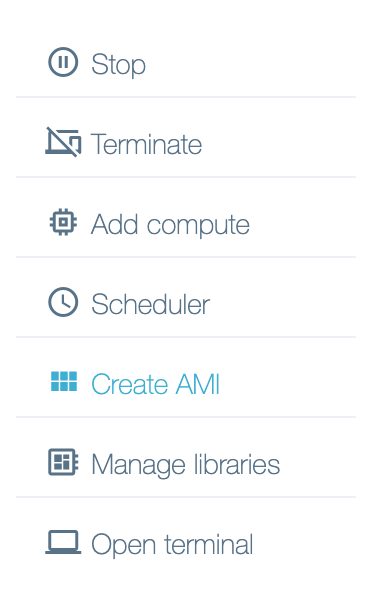 Stop
Terminate
Add compute
Scheduler
Create AMI
Manage libraries
Open terminal